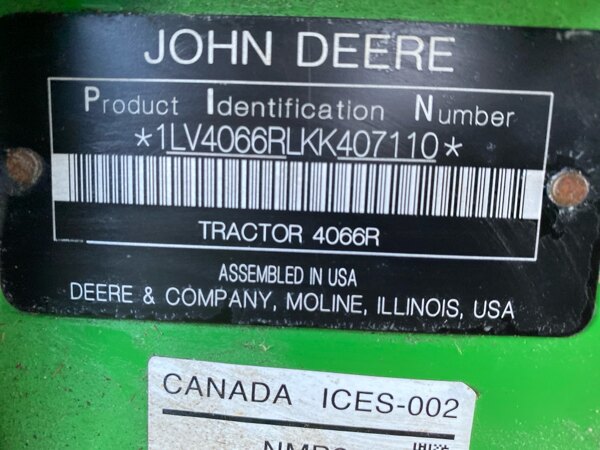 JOHN DEERE
Product Identification Number
*1LV4066RLKK407110*
TRACTOR 4066R
ASSEMBLED IN USA
DEERE & COMPANY, MOLINE, ILLINOIS, USA
CANADA ICES-002